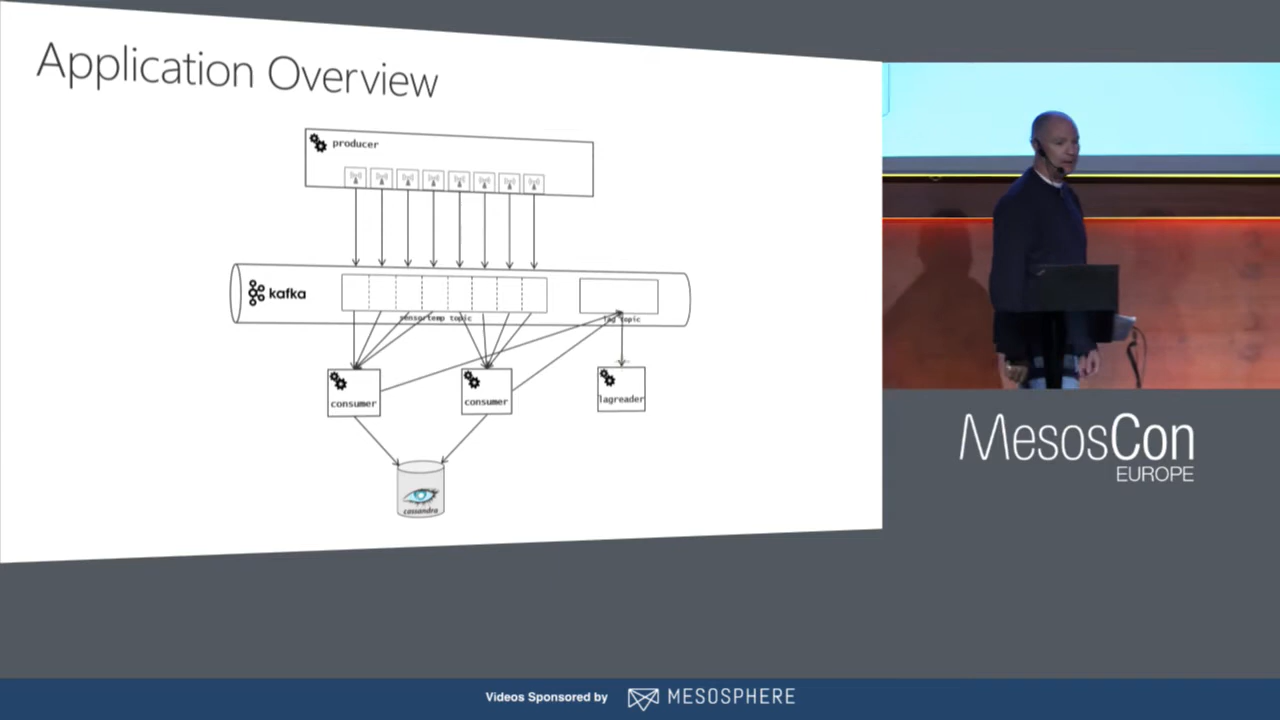 Application Overview
producer
kafka
sensortemp topic
lag topic
consumer
consumer
lagreader
cassandra
MesosCon
EUROPE
Videos Sponsored by MESOSPHERE